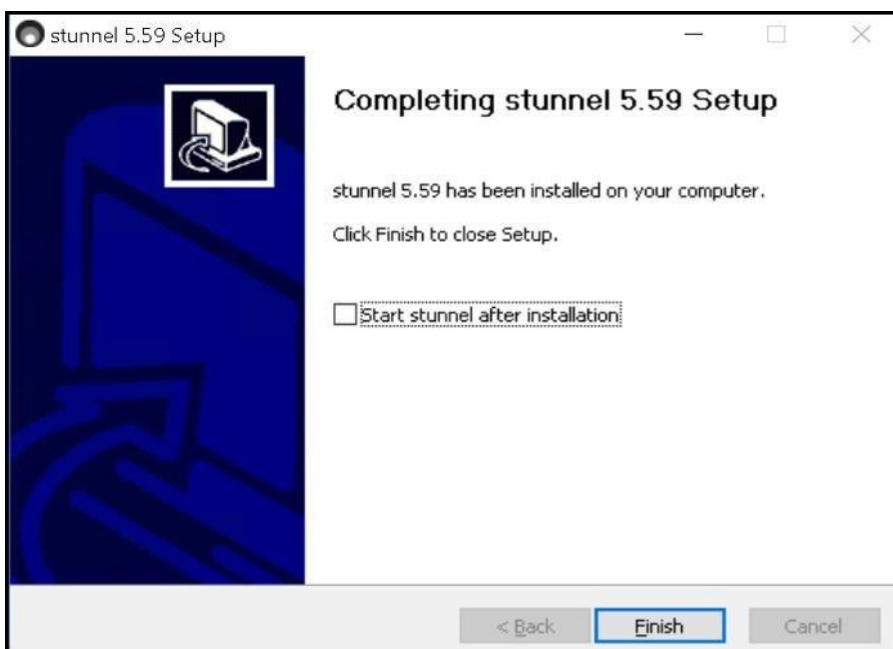 stunnel 5.59 Setup
Completing stunnel 5.59 Setup
stunnel 5.59 has been installed on your computer.
Click Finish to close Setup.
Start stunnel after installation
< Back
Finish
Cancel